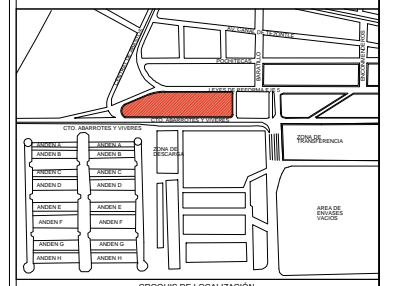 AV. CANAL DE TEZONTLE
POCHTECAS
BARATILLO
LEYES DE REFORMA EJE 5
CTO. ABARROTES Y VIVERES
CTO. ABARROTES Y VIVERES
ZONA DE
TRANSFERENCIA
ZONA DE
DESCARGA
ANDEN A
ANDEN A
ANDEN B
ANDEN B
ANDEN C
ANDEN C
ANDEN D
ANDEN D
ANDEN E
ANDEN E
ANDEN F
ANDEN F
ANDEN G
ANDEN G
ANDEN H
ANDEN H
AREA DE
ENVASES
VACIOS
CROQUIS DE LOCALIZACIÓN